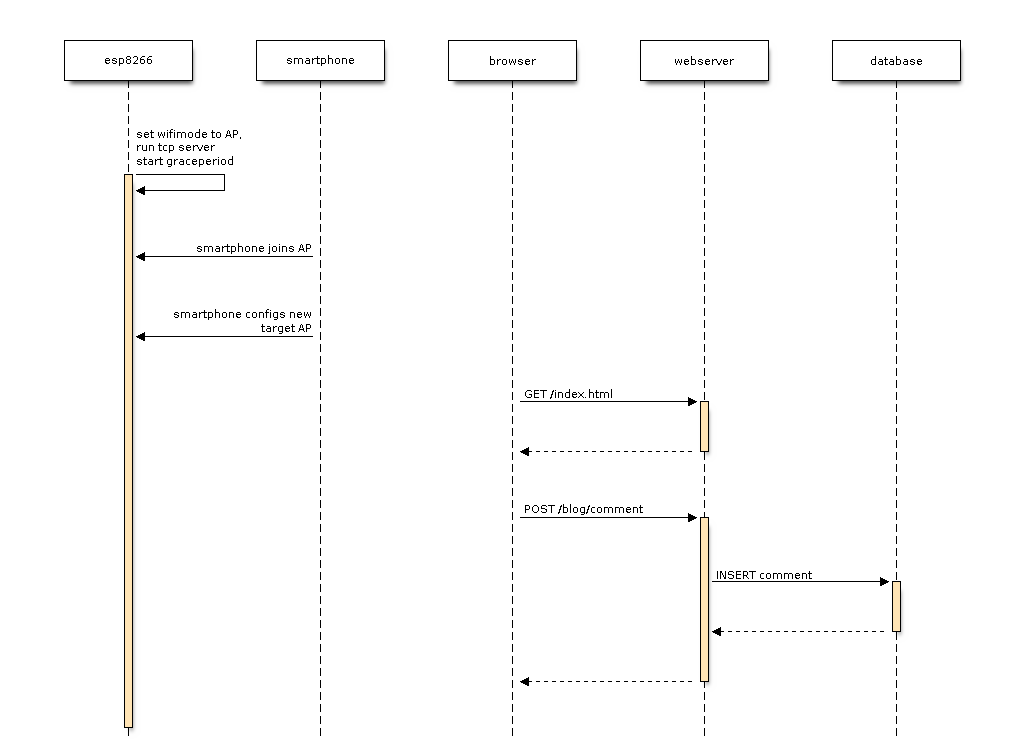 esp8266
smartphone
browser
webserver
database
set wifimode to AP,
run tcp server
start graceperiod
smartphone joins AP
smartphone configs new
target AP
GET /index.html
POST /blog/comment
INSERT comment